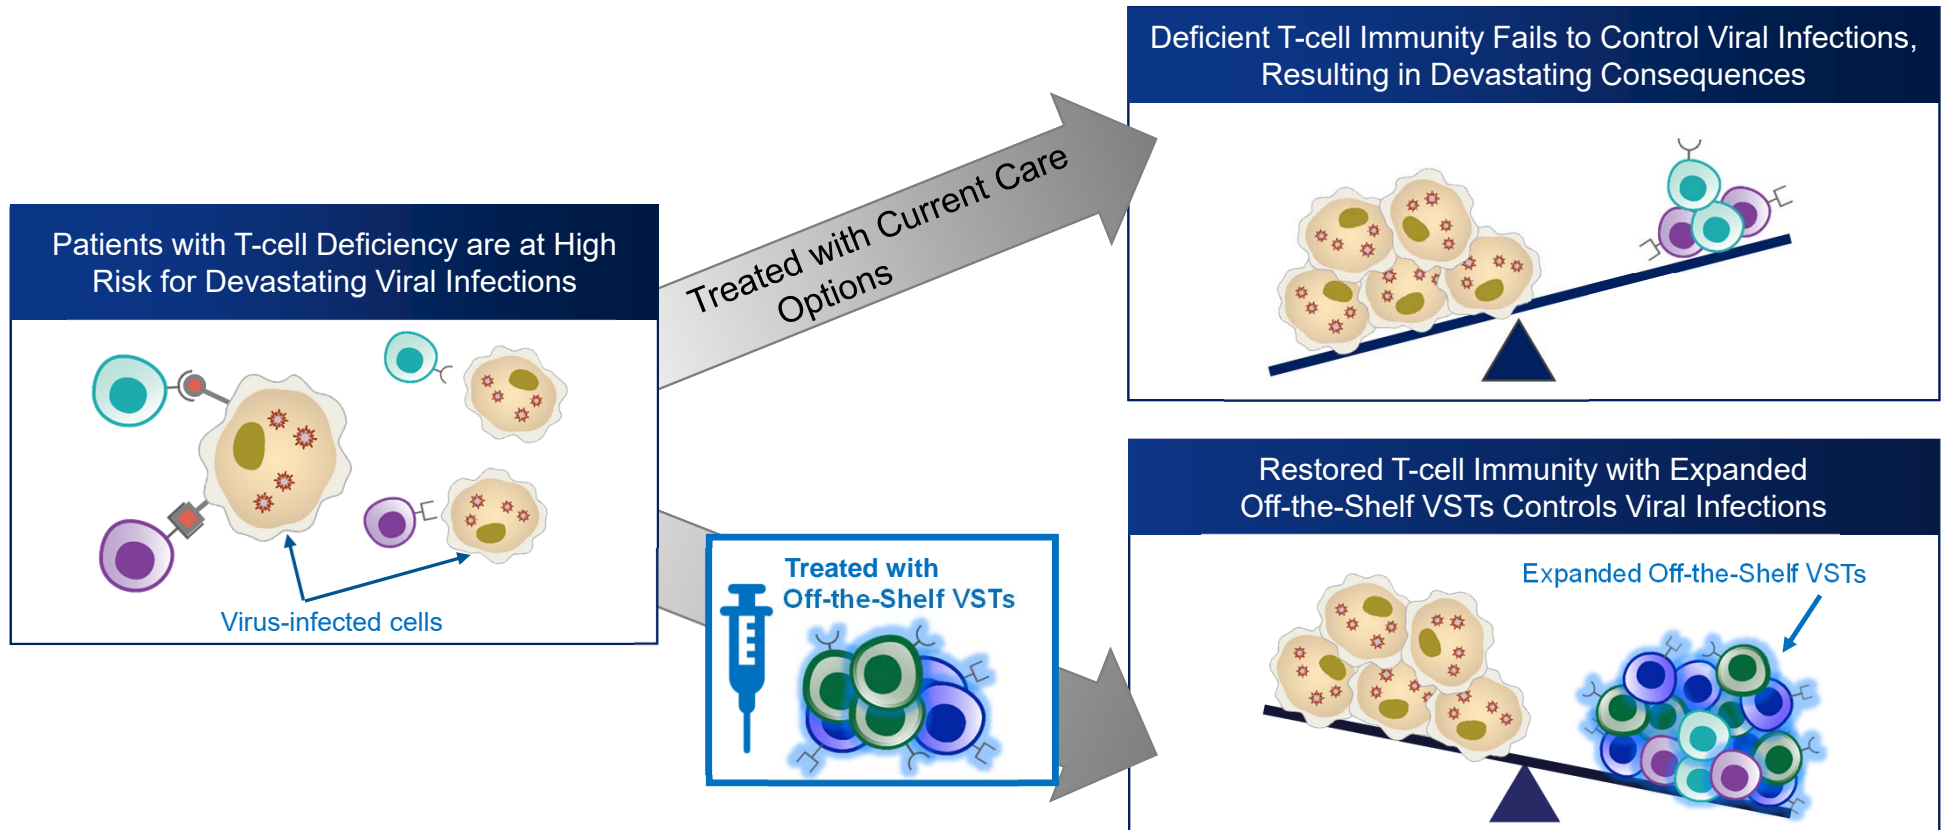 Patients with T-cell Deficiency are at High
Risk for Devastating Viral Infections
Virus-infected cells
Treated with Current Care
Options
Treated with
Off-the-Shelf VSTs
Deficient T-cell Immunity Fails to Control Viral Infections,
Resulting in Devastating Consequences
Restored T-cell Immunity with Expanded
Off-the-Shelf VSTs Controls Viral Infections
Expanded Off-the-Shelf VSTs